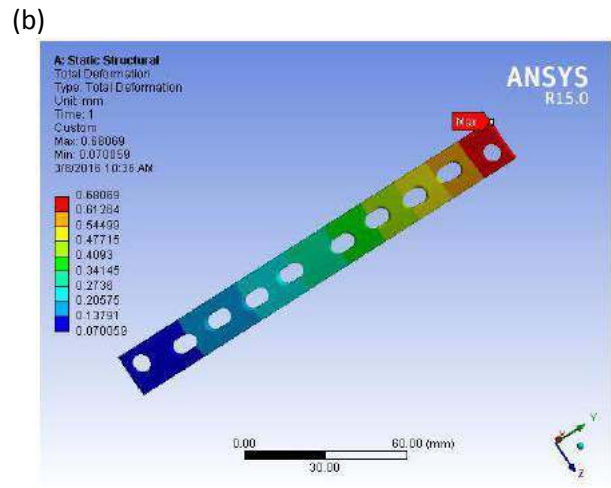 (b)
A: Static Structural
Total Deformation
Type: Total Deformation
Unit: mm
Time: 1
Custom
Max: 0.68069
Min: 0.070059
3/8/2016 10:36 AM
ANSYS
R15.0
Max
0.68069
0.61284
0.54499
0.47715
0.4093
0.34145
0.2736
0.20575
0.13791
0.070059
0.00
60.00 (mm)
30.00
Y
X
Z